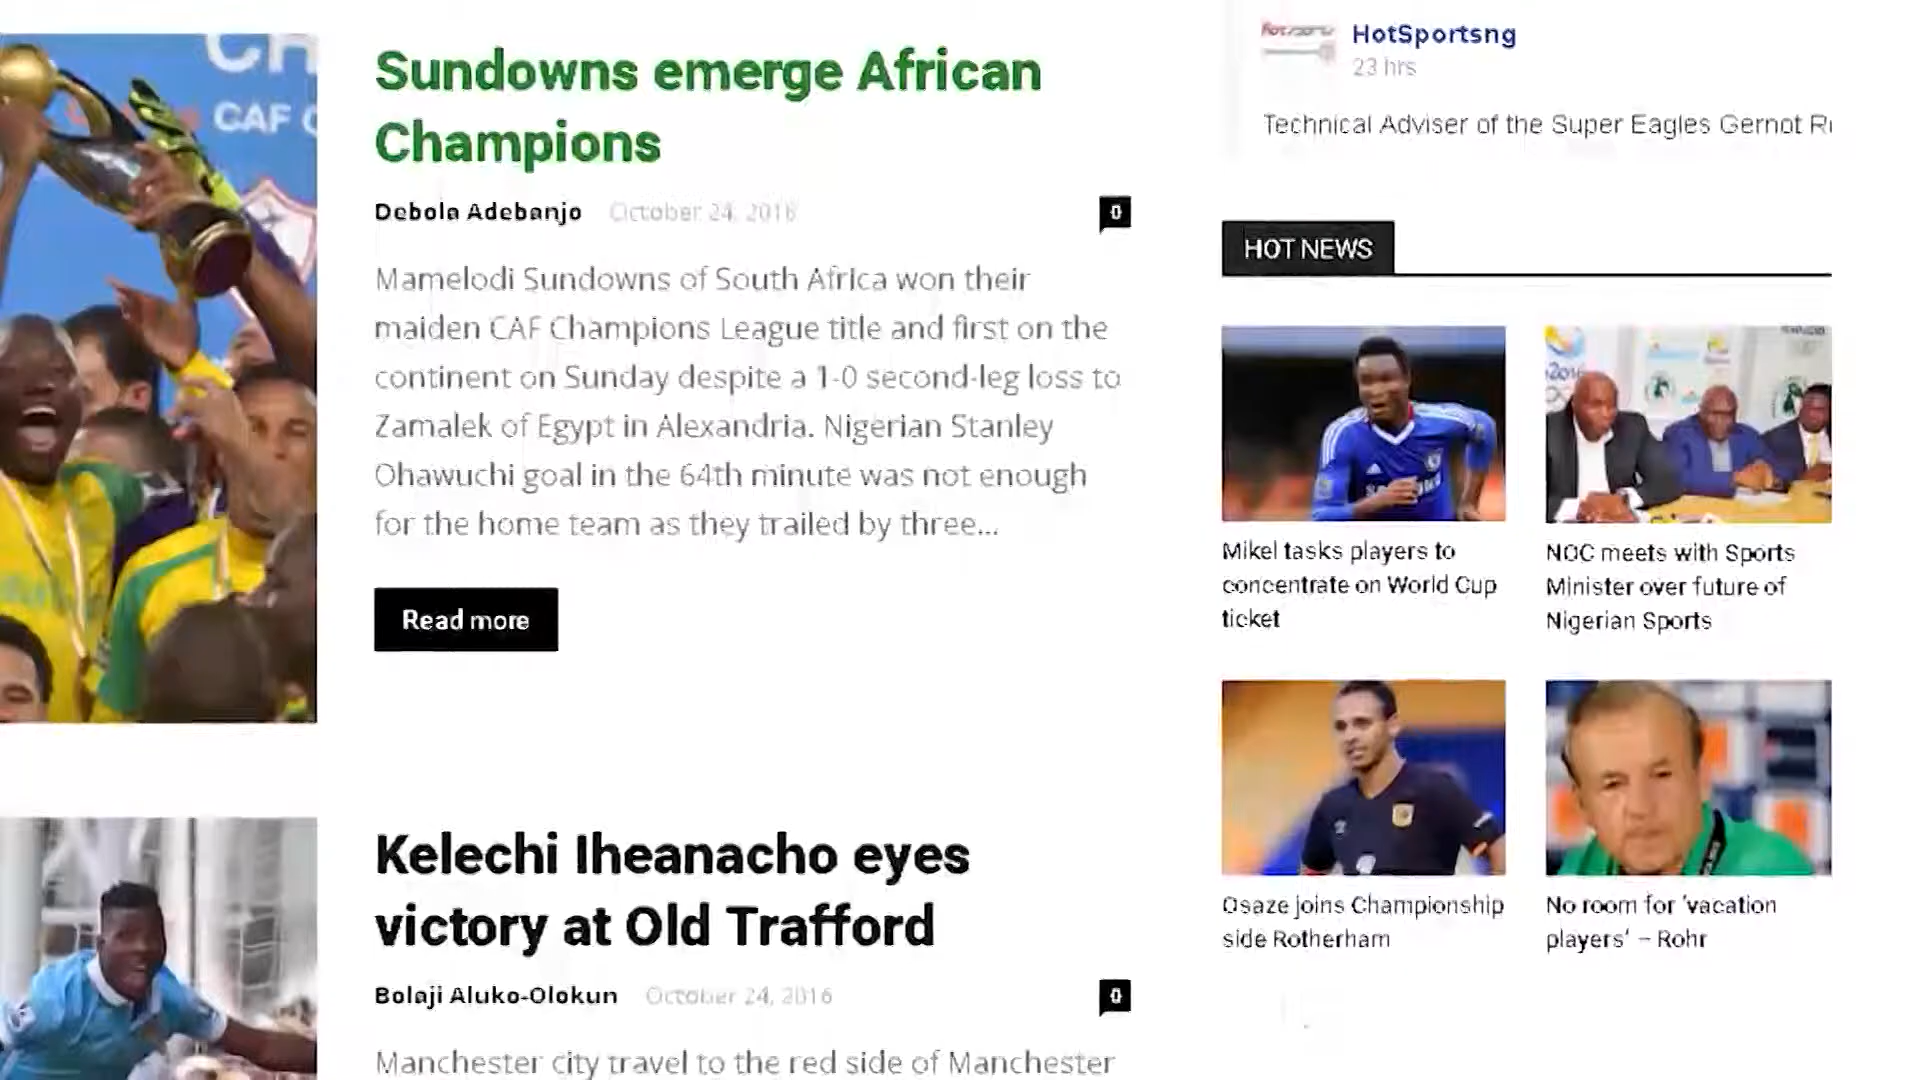 CH
CAF C
Sundowns emerge African
Champions
Debola Adebanjo October 24, 2016
0
Mamelodi Sundowns of South Africa won their
maiden CAF Champions League title and first on the
continent on Sunday despite a 1-0 second-leg loss to
Zamalek of Egypt in Alexandria. Nigerian Stanley
Ohawuchi goal in the 64th minute was not enough
for the home team as they trailed by three...
Read more
Kelechi Iheanacho eyes
victory at Old Trafford
Bolaji Aluko-Olokun October 24, 2016
0
Manchester city travel to the red side of Manchester
HotSportsng
23 hrs
Technical Adviser of the Super Eagles Gernot R
HOT NEWS
Mikel tasks players to
concentrate on World Cup
ticket
NOC meets with Sports
Minister over future of
Nigerian Sports
Osaze joins Championship
side Rotherham
No room for 'vacation
players' – Rohr